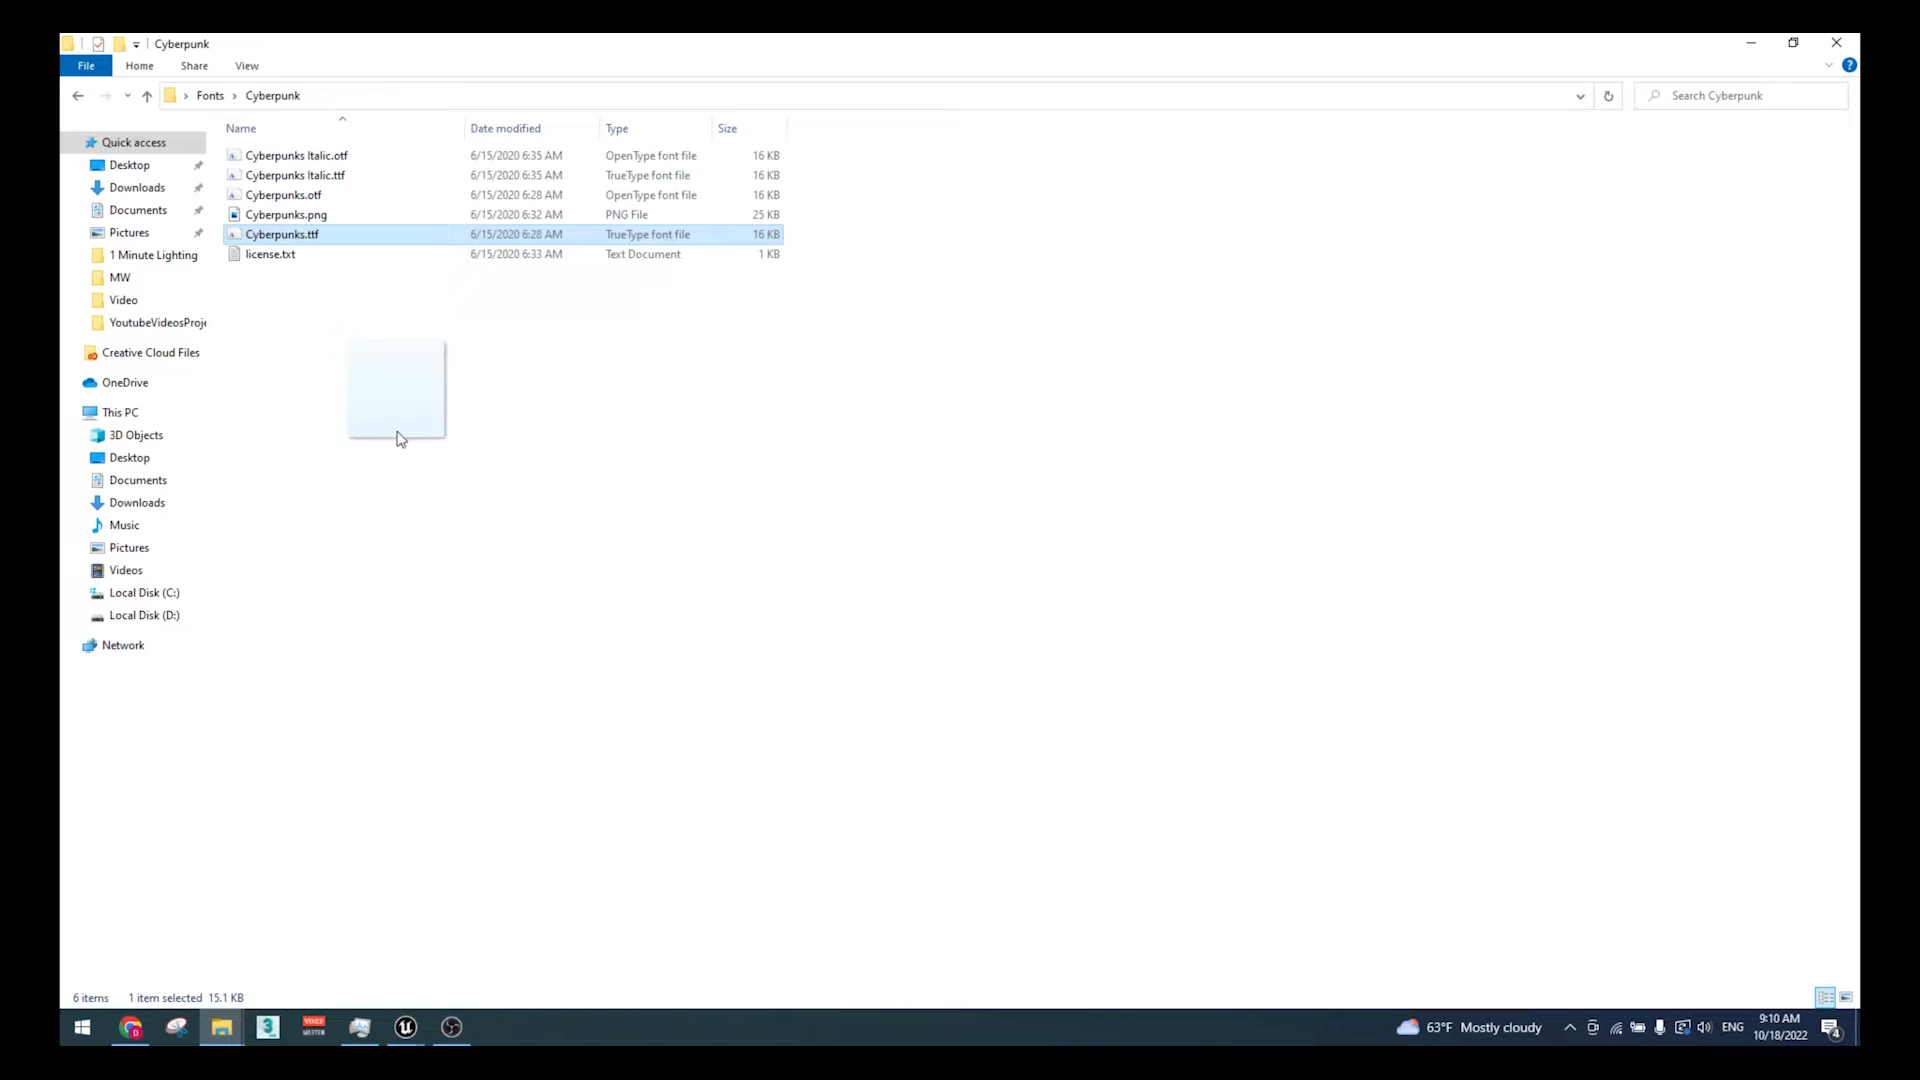 Cyberpunk
File Home Share View
Fonts Cyberpunk Search Cyberpunk
Name Date modified Type Size
Quick access
Desktop
Downloads
Documents
Pictures
1 Minute Lighting
MW
Video
YoutubeVideosProje
Creative Cloud Files
OneDrive
This PC
3D Objects
Desktop
Documents
Downloads
Music
Pictures
Videos
Local Disk (C:)
Local Disk (D:)
Network
Cyberpunks Italic.otf 6/15/2020 6:35 AM OpenType font file 16 KB
Cyberpunks Italic.ttf 6/15/2020 6:35 AM TrueType font file 16 KB
Cyberpunks.otf 6/15/2020 6:28 AM OpenType font file 16 KB
Cyberpunks.png 6/15/2020 6:32 AM PNG File 25 KB
Cyberpunks.ttf 6/15/2020 6:28 AM TrueType font file 16 KB
license.txt 6/15/2020 6:33 AM Text Document 1 KB
6 items 1 item selected 15.1 KB
3
VOICE
MEETER
63°F Mostly cloudy ENG
9:10 AM
10/18/2022
4